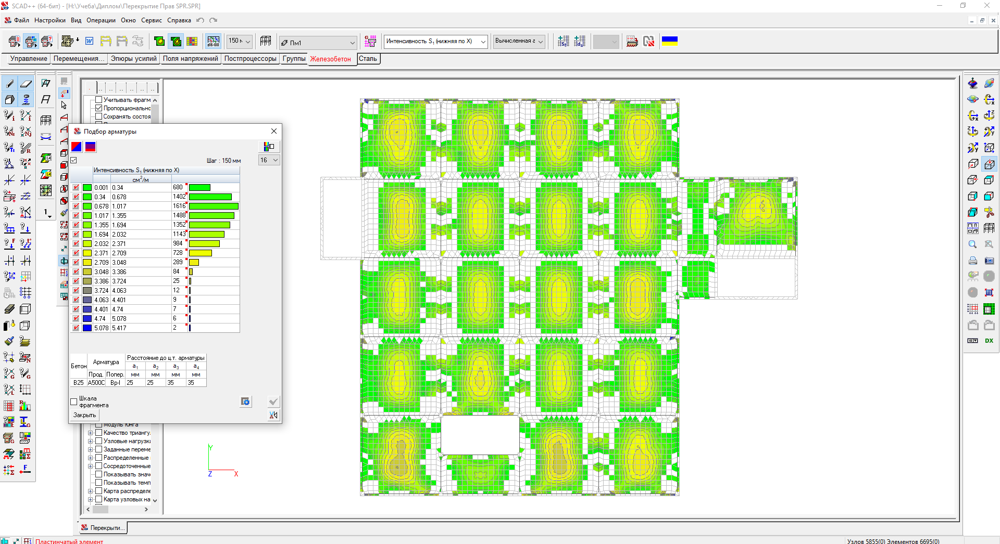 SCAD++ (64-бит) - [H:\Учеба\Диплом\Перекрытие Прав SPR.SPR]
Файл Настройки Вид Операции Окно Сервис Справка
150 Пм1 Интенсивность S1 (нижняя по X) Вычисленная
Управление Перемещения... Эпюры усилий Поля напряжений Постпроцессоры Группы Железобетон Сталь
Учитывать фрагм
Пропорционально
Сохранять состоя
Подбор арматуры
Шаг : 150 мм 16
Интенсивность S1 (нижняя по X)
см2/м
0.001 0.34 680
0.34 0.678 1402
0.678 1.017 1616
1.017 1.355 1488
1.355 1.694 1352
1.694 2.032 1143
2.032 2.371 984
2.371 2.709 728
2.709 3.048 289
3.048 3.386 84
3.386 3.724 25
3.724 4.063 12
4.063 4.401 9
4.401 4.74 7
4.74 5.078 6
5.078 5.417 2
Бетон Арматура Расстояние до ц.т. арматуры
a1 a2 a3 a4
Прод. Попер. мм мм мм мм
B25 A500C Bp-I 25 25 35 35
Шкала
фрагмента
Закрыть
Модуль Юнга
Качество триангу.
Узловые нагрузки
Заданные переме
Распределенные
Сосредоточенные
Показывать знач
Показывать темп
Карта распределе
Карта узловых на
Y
Z X
DX
Перекрыти...
Пластинчатый элемент
Узлов 5855(0) Элементов 6695(0)